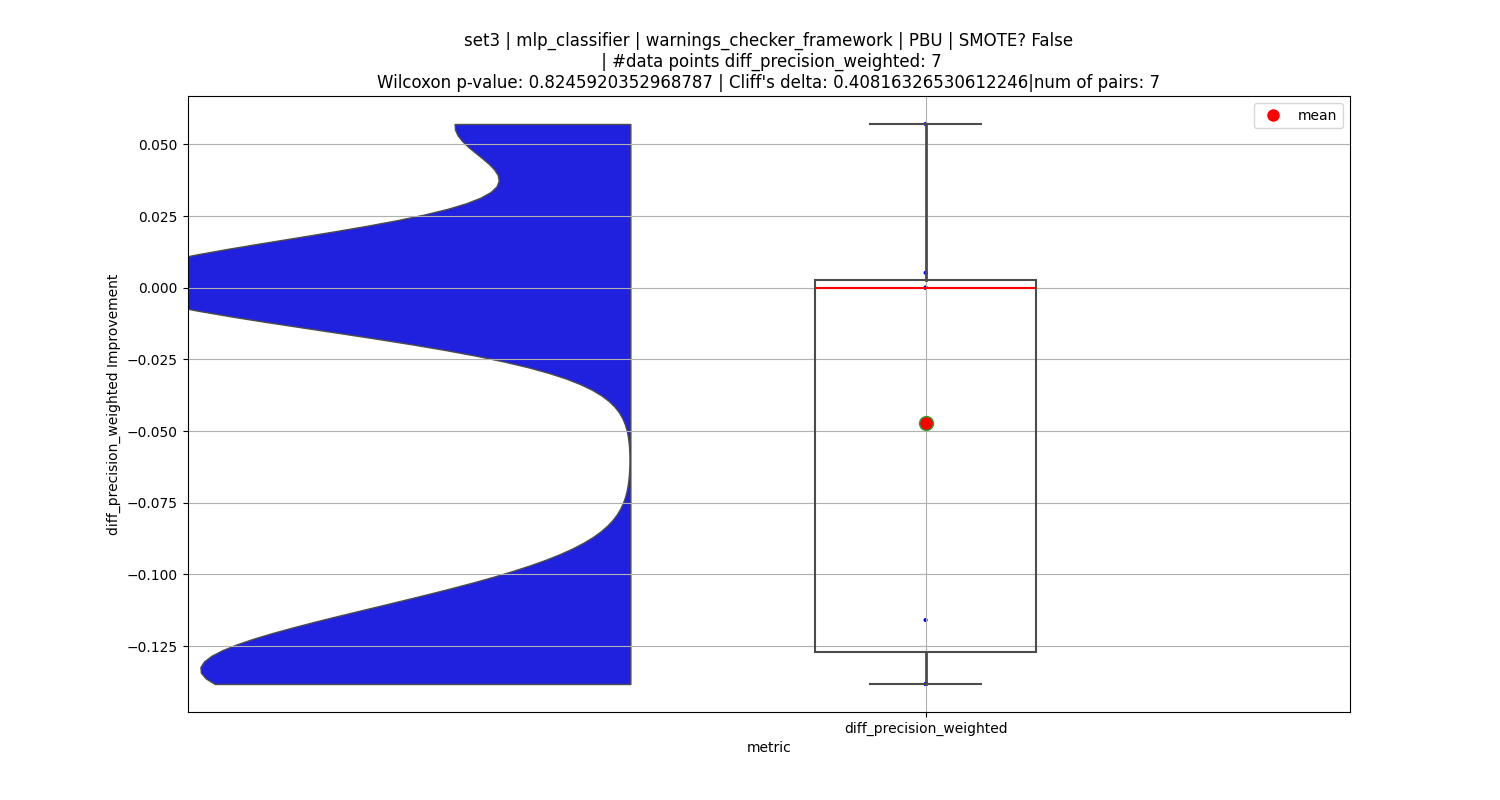 set3 | mlp_classifier | warnings_checker_framework | PBU | SMOTE? False
| #data points diff_precision_weighted: 7
Wilcoxon p-value: 0.8245920352968787 | Cliff's delta: 0.40816326530612246|num of pairs: 7
mean
0.050
0.025
0.000
−0.025
−0.050
−0.075
−0.100
−0.125
diff_precision_weighted Improvement
diff_precision_weighted
metric